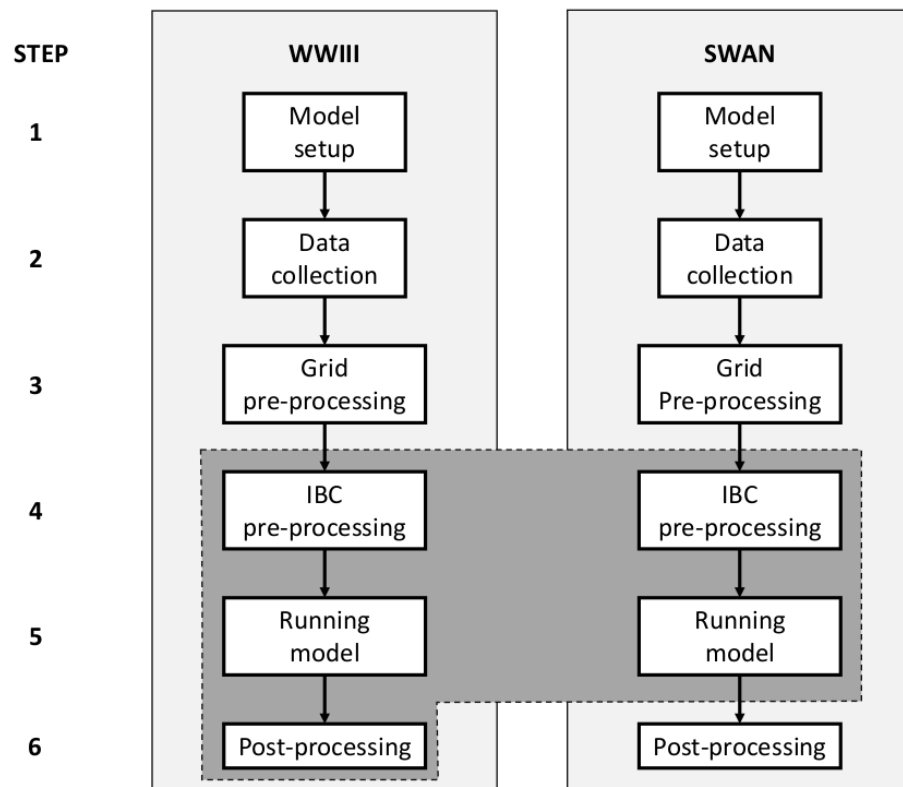 STEP
WWIII
SWAN
1
Model
setup
Model
setup
2
Data
collection
Data
collection
3
Grid
pre-processing
Grid
Pre-processing
4
IBC
pre-processing
IBC
pre-processing
5
Running
model
Running
model
6
Post-processing
Post-processing